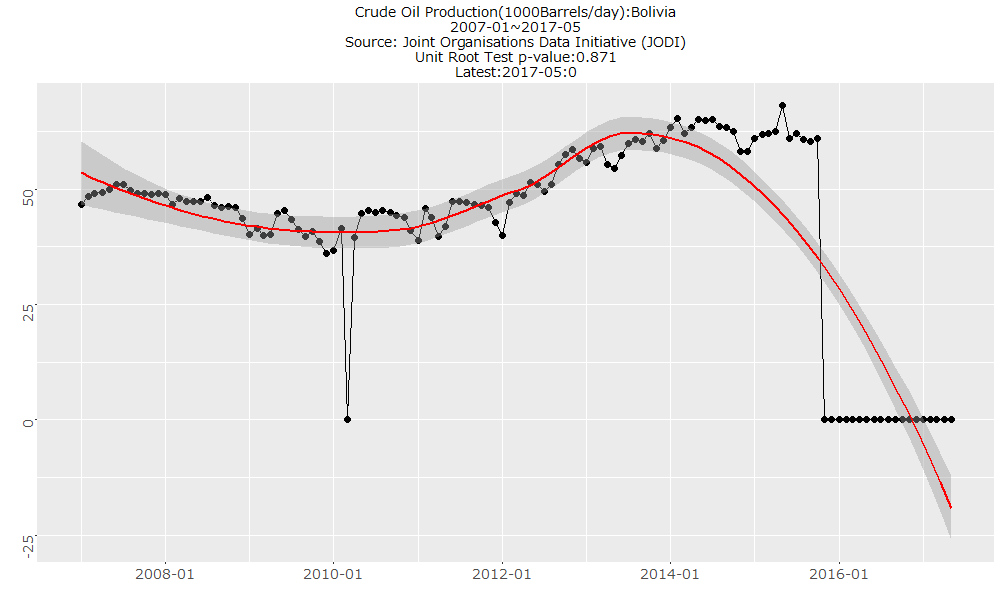 Crude Oil Production(1000Barrels/day):Bolivia
2007-01~2017-05
Source: Joint Organisations Data Initiative (JODI)
Unit Root Test p-value:0.871
Latest:2017-05:0
50
25
0
-25
2008-01 2010-01 2012-01 2014-01 2016-01